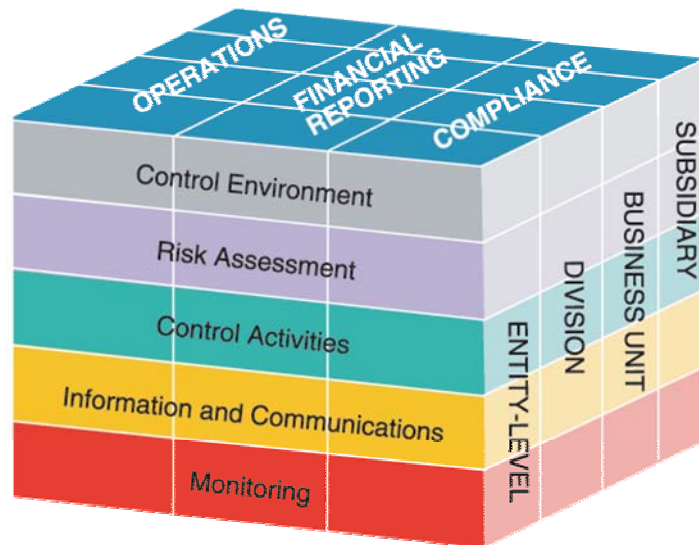 OPERATIONS
FINANCIAL
REPORTING
COMPLIANCE
Control Environment
Risk Assessment
Control Activities
Information and Communications
Monitoring
ENTITY-LEVEL
DIVISION
BUSINESS UNIT
SUBSIDIARY